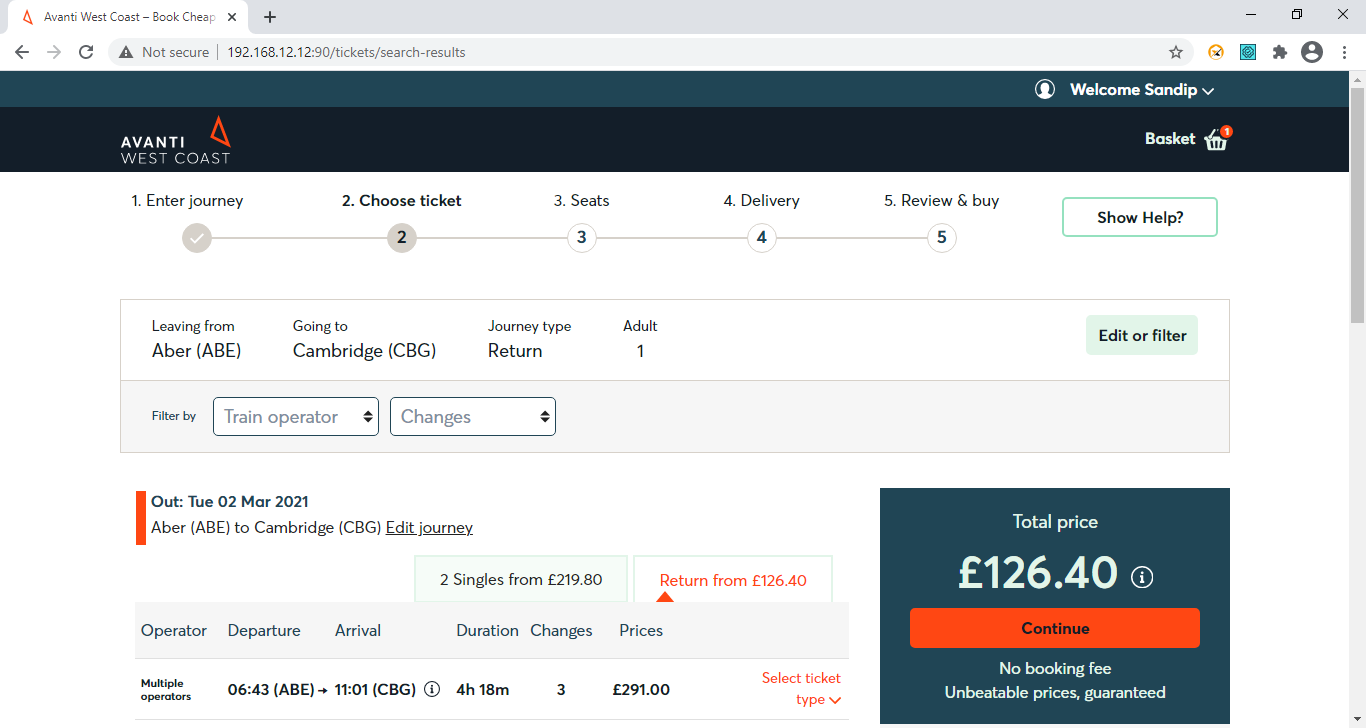 Avanti West Coast – Book Cheap
Not secure
192.168.12.12:90/tickets/search-results
Welcome Sandip
AVANTI
WEST COAST
Basket
1
1. Enter journey
2. Choose ticket
3. Seats
4. Delivery
5. Review & buy
2
3
4
5
Show Help?
Leaving from
Going to
Journey type
Adult
Aber (ABE)
Cambridge (CBG)
Return
1
Edit or filter
Filter by
Train operator
Changes
Out: Tue 02 Mar 2021
Aber (ABE) to Cambridge (CBG) Edit journey
2 Singles from £219.80
Return from £126.40
Operator
Departure
Arrival
Duration
Changes
Prices
Multiple
operators
06:43 (ABE) → 11:01 (CBG)
4h 18m
3
£291.00
Select ticket
type
Total price
£126.40
Continue
No booking fee
Unbeatable prices, guaranteed